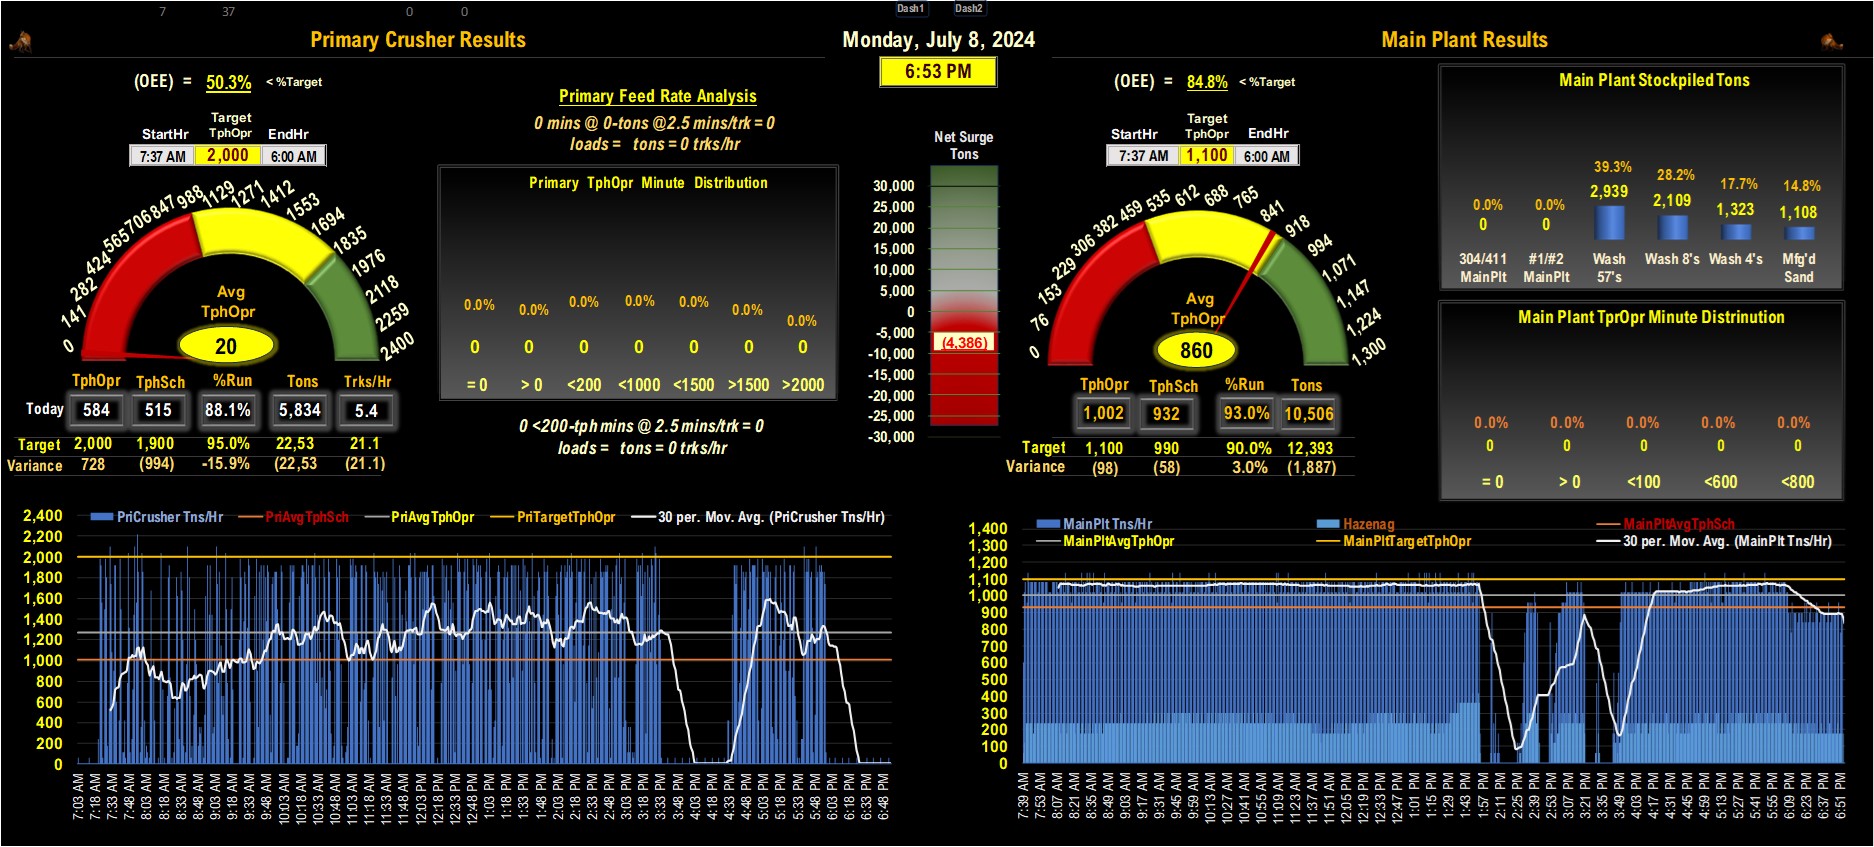 7 37 0 0 Dash1 Dash2
Primary Crusher Results
Monday, July 8, 2024
Main Plant Results
6:53 PM
(OEE) = 50.3% < %Target
Target
StartHr TphOpr EndHr
7:37 AM 2,000 6:00 AM
0 141 282 424 565 706 847 988 1129 1271 1412 1553 1694 1835 1976 2118 2259 2400
Avg
TphOpr
20
TphOpr TphSch %Run Tons Trks/Hr
Today 584 515 88.1% 5,834 5.4
Target 2,000 1,900 95.0% 22,53 21.1
Variance 728 (994) -15.9% (22,53 (21.1)
Primary Feed Rate Analysis
0 mins @ 0-tons @2.5 mins/trk = 0
loads = tons = 0 trks/hr
Primary TphOpr Minute Distribution
0.0% 0.0% 0.0% 0.0% 0.0% 0.0% 0.0%
0 0 0 0 0 0 0
= 0 > 0 <200 <1000 <1500 >1500 >2000
0 <200-tph mins @ 2.5 mins/trk = 0
loads = tons = 0 trks/hr
Net Surge
Tons
30,000
25,000
20,000
15,000
10,000
5,000
0
-5,000
(4,386)
-10,000
-15,000
-20,000
-25,000
-30,000
(OEE) = 84.8% < %Target
Target
StartHr TphOpr EndHr
7:37 AM 1,100 6:00 AM
0 76 153 229 306 382 459 535 612 688 765 841 918 994 1,071 1,147 1,224 1,300
Avg
TphOpr
860
TphOpr TphSch %Run Tons
1,002 932 93.0% 10,506
Target 1,100 990 90.0% 12,393
Variance (98) (58) 3.0% (1,887)
Main Plant Stockpiled Tons
0.0% 0.0% 39.3% 28.2% 17.7% 14.8%
0 0 2,939 2,109 1,323 1,108
304/411 #1/#2 Wash Wash 8's Wash 4's Mfg'd
MainPlt MainPlt 57's Sand
Main Plant TprOpr Minute Distrinution
0.0% 0.0% 0.0% 0.0% 0.0%
0 0 0 0 0
= 0 > 0 <100 <600 <800
PriCrusher Tns/Hr PriAvgTphSch PriAvgTphOpr PriTargetTphOpr 30 per. Mov. Avg. (PriCrusher Tns/Hr)
2,400
2,200
2,000
1,800
1,600
1,400
1,200
1,000
800
600
400
200
0
7:03 AM 7:18 AM 7:33 AM 7:48 AM 8:03 AM 8:18 AM 8:33 AM 8:48 AM 9:03 AM 9:18 AM 9:33 AM 9:48 AM 10:03 AM 10:18 AM 10:33 AM 10:48 AM 11:03 AM 11:18 AM 11:33 AM 11:48 AM 12:03 PM 12:18 PM 12:33 PM 12:48 PM 1:03 PM 1:18 PM 1:33 PM 1:48 PM 2:03 PM 2:18 PM 2:33 PM 2:48 PM 3:03 PM 3:18 PM 3:33 PM 3:48 PM 4:03 PM 4:18 PM 4:33 PM 4:48 PM 5:03 PM 5:18 PM 5:33 PM 5:48 PM 6:03 PM 6:18 PM 6:33 PM 6:48 PM
MainPlt Tns/Hr Hazenag MainPltAvgTphSch
MainPltAvgTphOpr MainPltTargetTphOpr 30 per. Mov. Avg. (MainPlt Tns/Hr)
1,400
1,300
1,200
1,100
1,000
900
800
700
600
500
400
300
200
100
0
7:39 AM 7:53 AM 8:07 AM 8:21 AM 8:35 AM 8:49 AM 9:03 AM 9:17 AM 9:31 AM 9:45 AM 9:59 AM 10:13 AM 10:27 AM 10:41 AM 10:55 AM 11:09 AM 11:23 AM 11:37 AM 11:51 AM 12:05 PM 12:19 PM 12:33 PM 12:47 PM 1:01 PM 1:15 PM 1:29 PM 1:43 PM 1:57 PM 2:11 PM 2:25 PM 2:39 PM 2:53 PM 3:07 PM 3:21 PM 3:35 PM 3:49 PM 4:03 PM 4:17 PM 4:31 PM 4:45 PM 4:59 PM 5:13 PM 5:27 PM 5:41 PM 5:55 PM 6:09 PM 6:23 PM 6:37 PM 6:51 PM